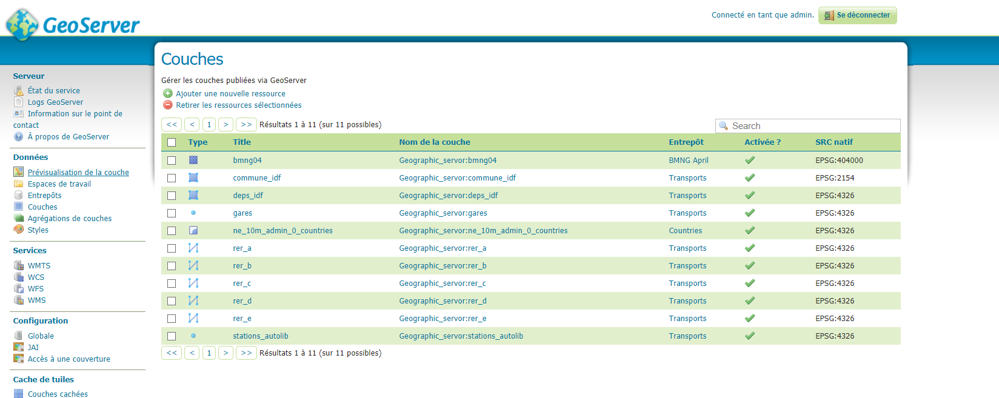 GeoServer
Connecté en tant que admin.
Se déconnecter
Serveur
État du service
Logs GeoServer
Information sur le point de
contact
À propos de GeoServer
Données
Prévisualisation de la couche
Espaces de travail
Entrepôts
Couches
Agrégations de couches
Styles
Services
WMTS
WCS
WFS
WMS
Configuration
Globale
JAI
Accès à une couverture
Cache de tuiles
Couches cachées
Couches
Gérer les couches publiées via GeoServer
Ajouter une nouvelle ressource
Retirer les ressources sélectionnées
<< < 1 > >> Résultats 1 à 11 (sur 11 possibles)
Search
Type Title Nom de la couche Entrepôt Activée ? SRC natif
bmng04 Geographic_servor:bmng04 BMNG April EPSG:404000
commune_idf Geographic_servor:commune_idf Transports EPSG:2154
deps_idf Geographic_servor:deps_idf Transports EPSG:4326
gares Geographic_servor:gares Transports EPSG:4326
ne_10m_admin_0_countries Geographic_servor:ne_10m_admin_0_countries Countries EPSG:4326
rer_a Geographic_servor:rer_a Transports EPSG:4326
rer_b Geographic_servor:rer_b Transports EPSG:4326
rer_c Geographic_servor:rer_c Transports EPSG:4326
rer_d Geographic_servor:rer_d Transports EPSG:4326
rer_e Geographic_servor:rer_e Transports EPSG:4326
stations_autolib Geographic_servor:stations_autolib Transports EPSG:4326
<< < 1 > >> Résultats 1 à 11 (sur 11 possibles)